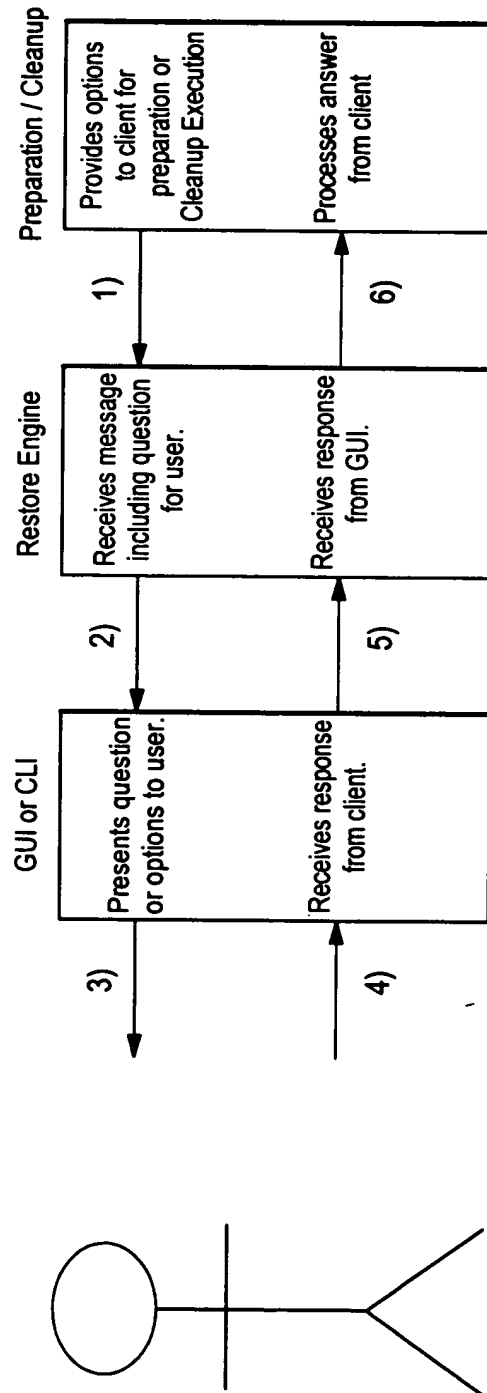 GUI or CLI
Presents question
or options to user.
Receives response
from client.
Restore Engine
Receives message
including question
for user.
Receives response
from GUI.
Preparation / Cleanup
Provides options
to client for
preparation or
Cleanup Execution
Processes answer
from client
3)
4)
2)
5)
1)
6)